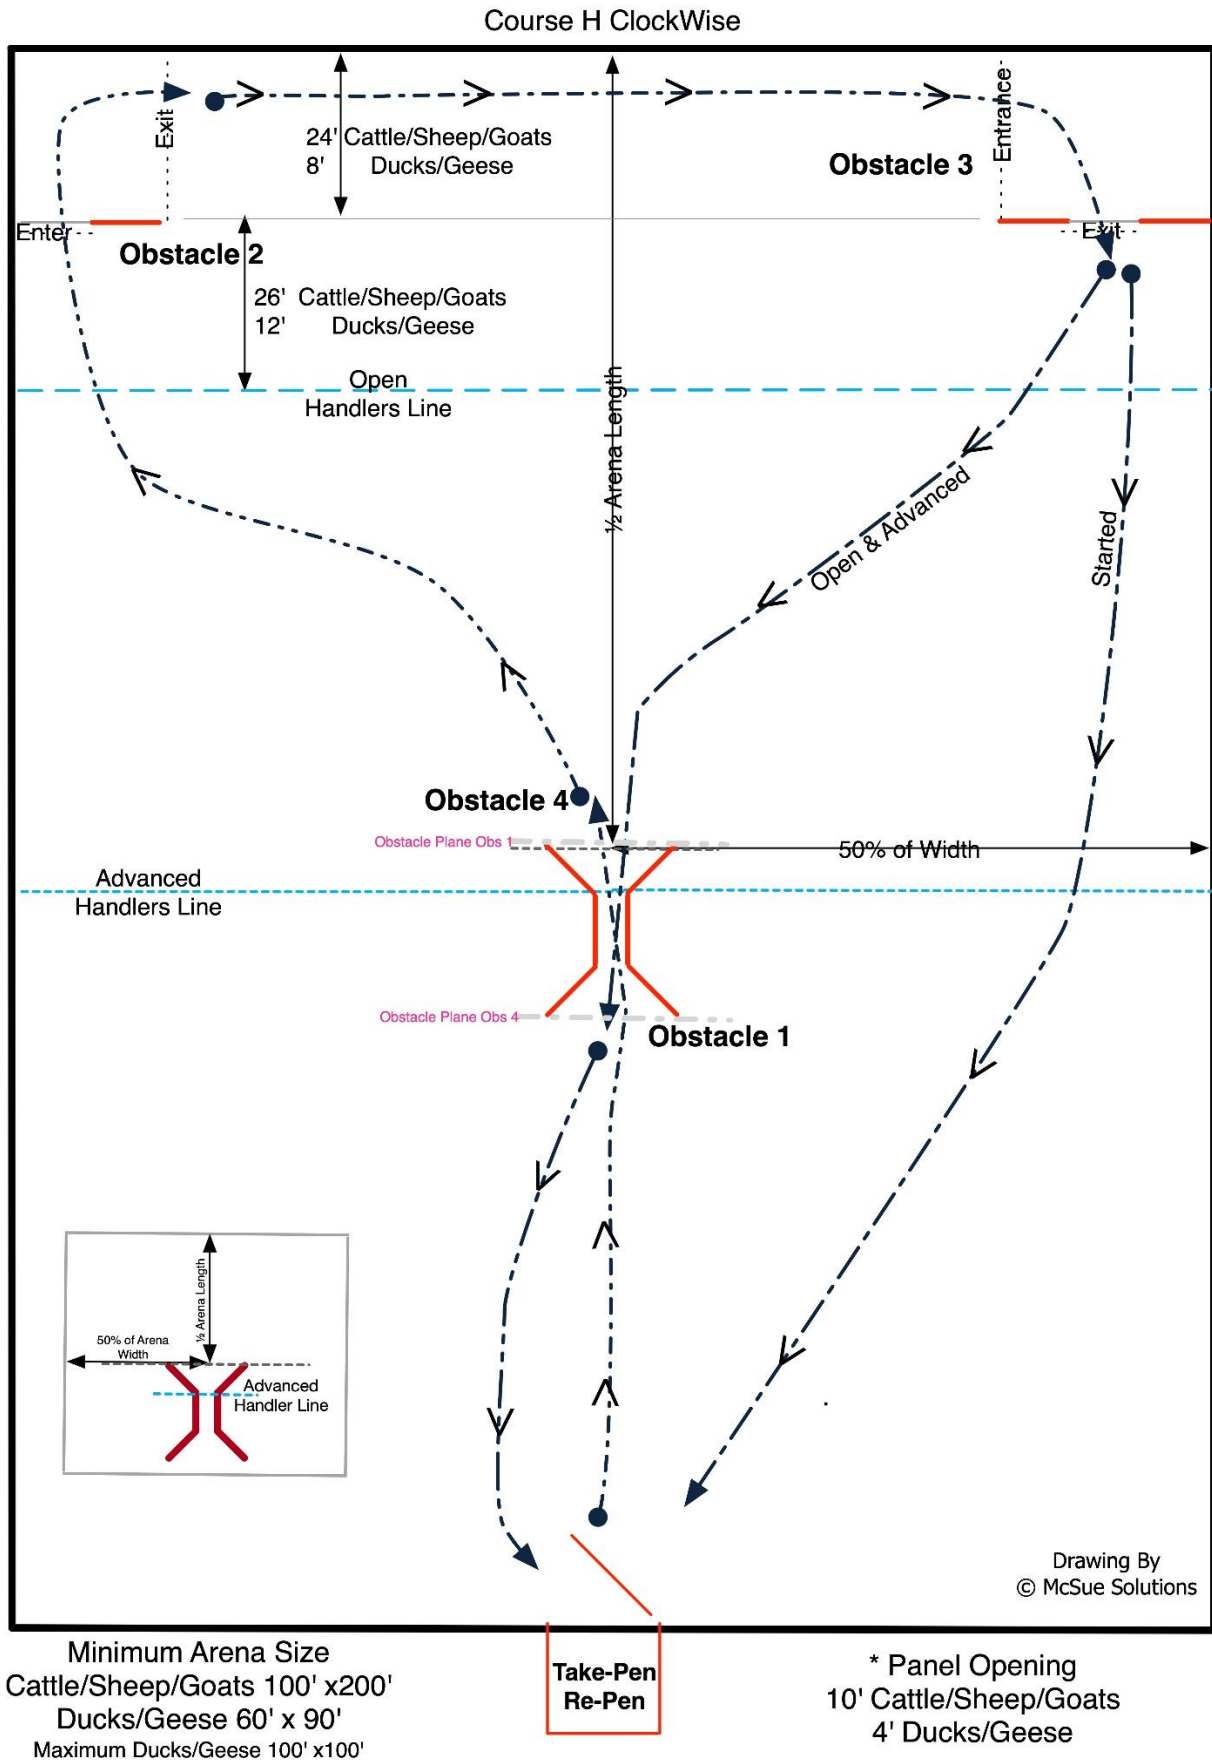 Course H ClockWise
Exit
Entrance
24' Cattle/Sheep/Goats
8' Ducks/Geese
Obstacle 3
Enter
Exit
Obstacle 2
26' Cattle/Sheep/Goats
12' Ducks/Geese
Open
Handlers Line
½ Arena Length
Open & Advanced
Started
Obstacle 4
Obstacle Plane Obs 1
50% of Width
Advanced
Handlers Line
Obstacle Plane Obs 4
Obstacle 1
½ Arena Length
50% of Arena
Width
Advanced
Handler Line
Drawing By
© McSue Solutions
Minimum Arena Size
Cattle/Sheep/Goats 100' x200'
Ducks/Geese 60' x 90'
Maximum Ducks/Geese 100' x100'
Take-Pen
Re-Pen
* Panel Opening
10' Cattle/Sheep/Goats
4' Ducks/Geese